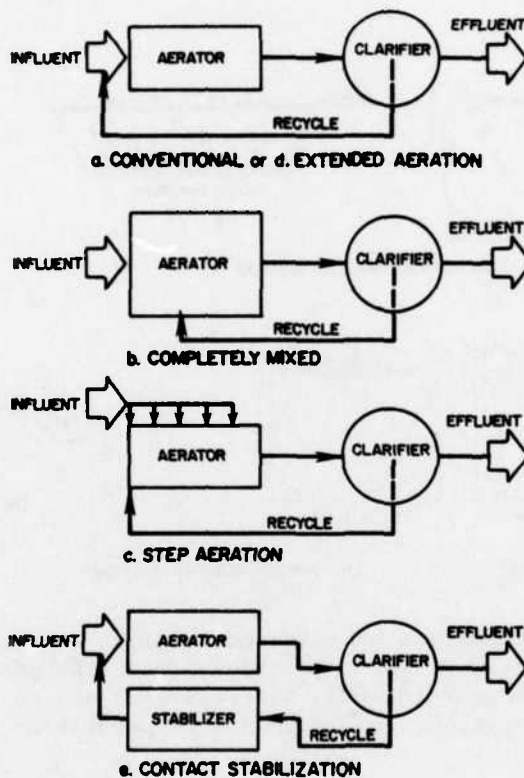 EFFLUENT
CLARIFIER
INFLUENT
AERATOR
RECYCLE
a. CONVENTIONAL or d. EXTENDED AERATION
EFFLUENT
CLARIFIER
INFLUENT
AERATOR
RECYCLE
b. COMPLETELY MIXED
INFLUENT
EFFLUENT
CLARIFIER
AERATOR
RECYCLE
c. STEP AERATION
EFFLUENT
INFLUENT
AERATOR
CLARIFIER
STABILIZER
RECYCLE
e. CONTACT STABILIZATION